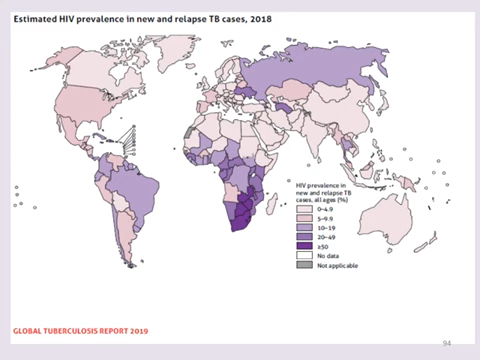 Estimated HIV prevalence in new and relapse TB cases, 2018
HIV prevalence in
new and relapse TB
cases, all ages (%)
0–4.9
5–9.9
10–19
20–49
≥50
No data
Not applicable
GLOBAL TUBERCULOSIS REPORT 2019
94